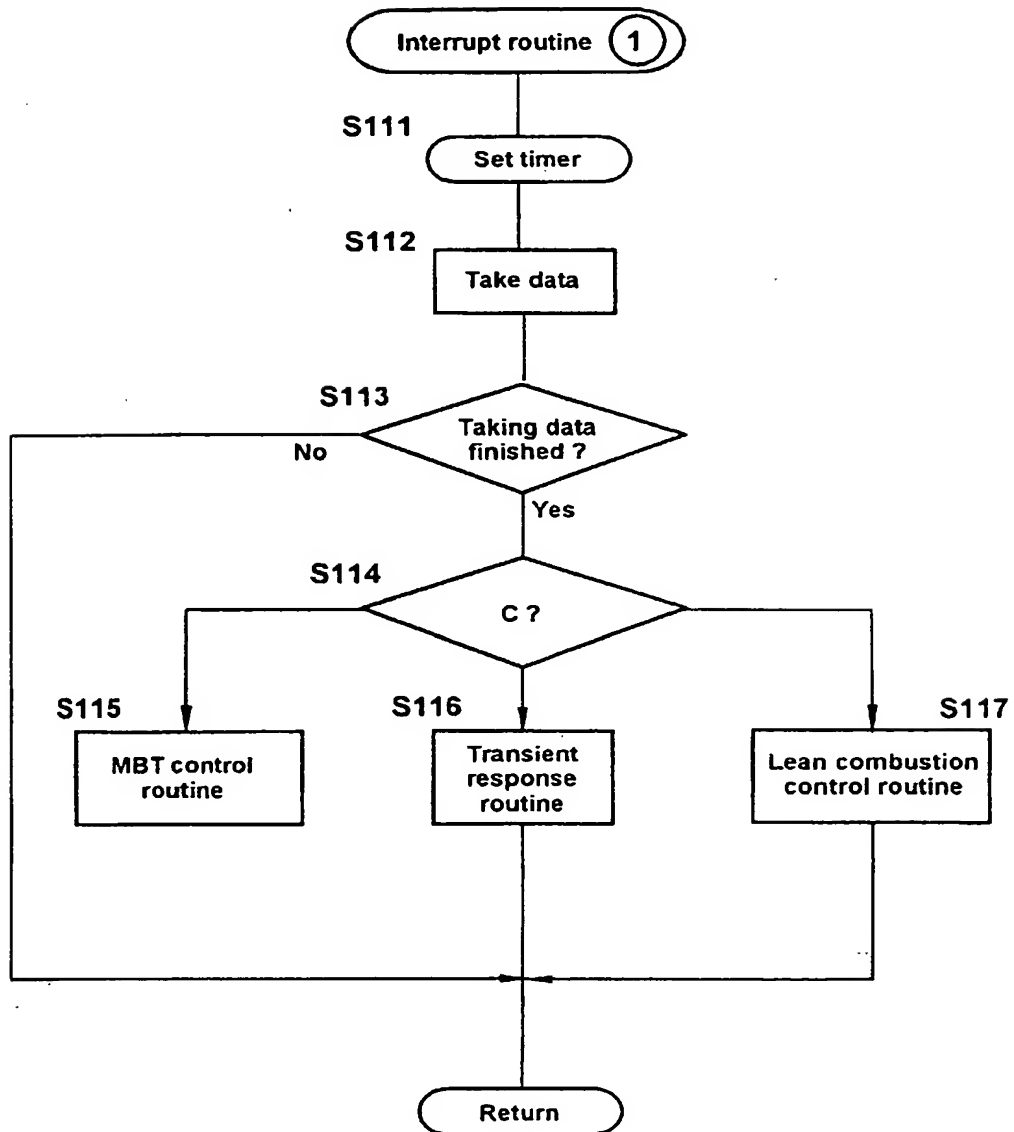 Interrupt routine 1
S111
Set timer
S112
Take data
S113
Taking data
finished ?
No
Yes
S114
C ?
S115
MBT control
routine
S116
Transient
response
routine
S117
Lean combustion
control routine
Return